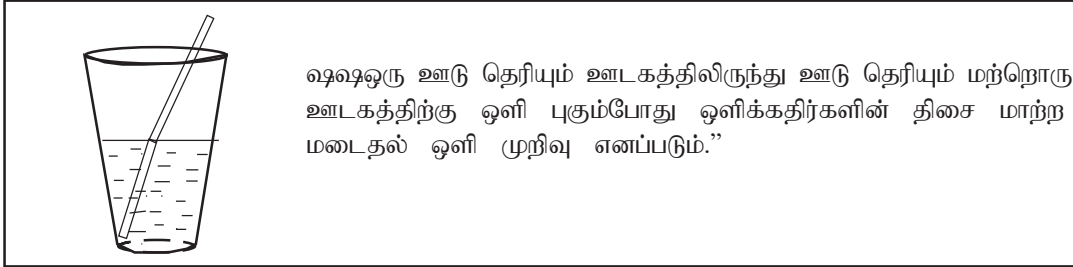 ஷஷஒரு ஊடு தெரியும் ஊடகத்திலிருந்து ஊடு தெரியும் மற்றொரு
ஊடகத்திற்கு ஒளி புகும்போது ஒளிக்கதிர்களின் திசை மாற்ற
மடைதல் ஒளி முறிவு எனப்படும்.”